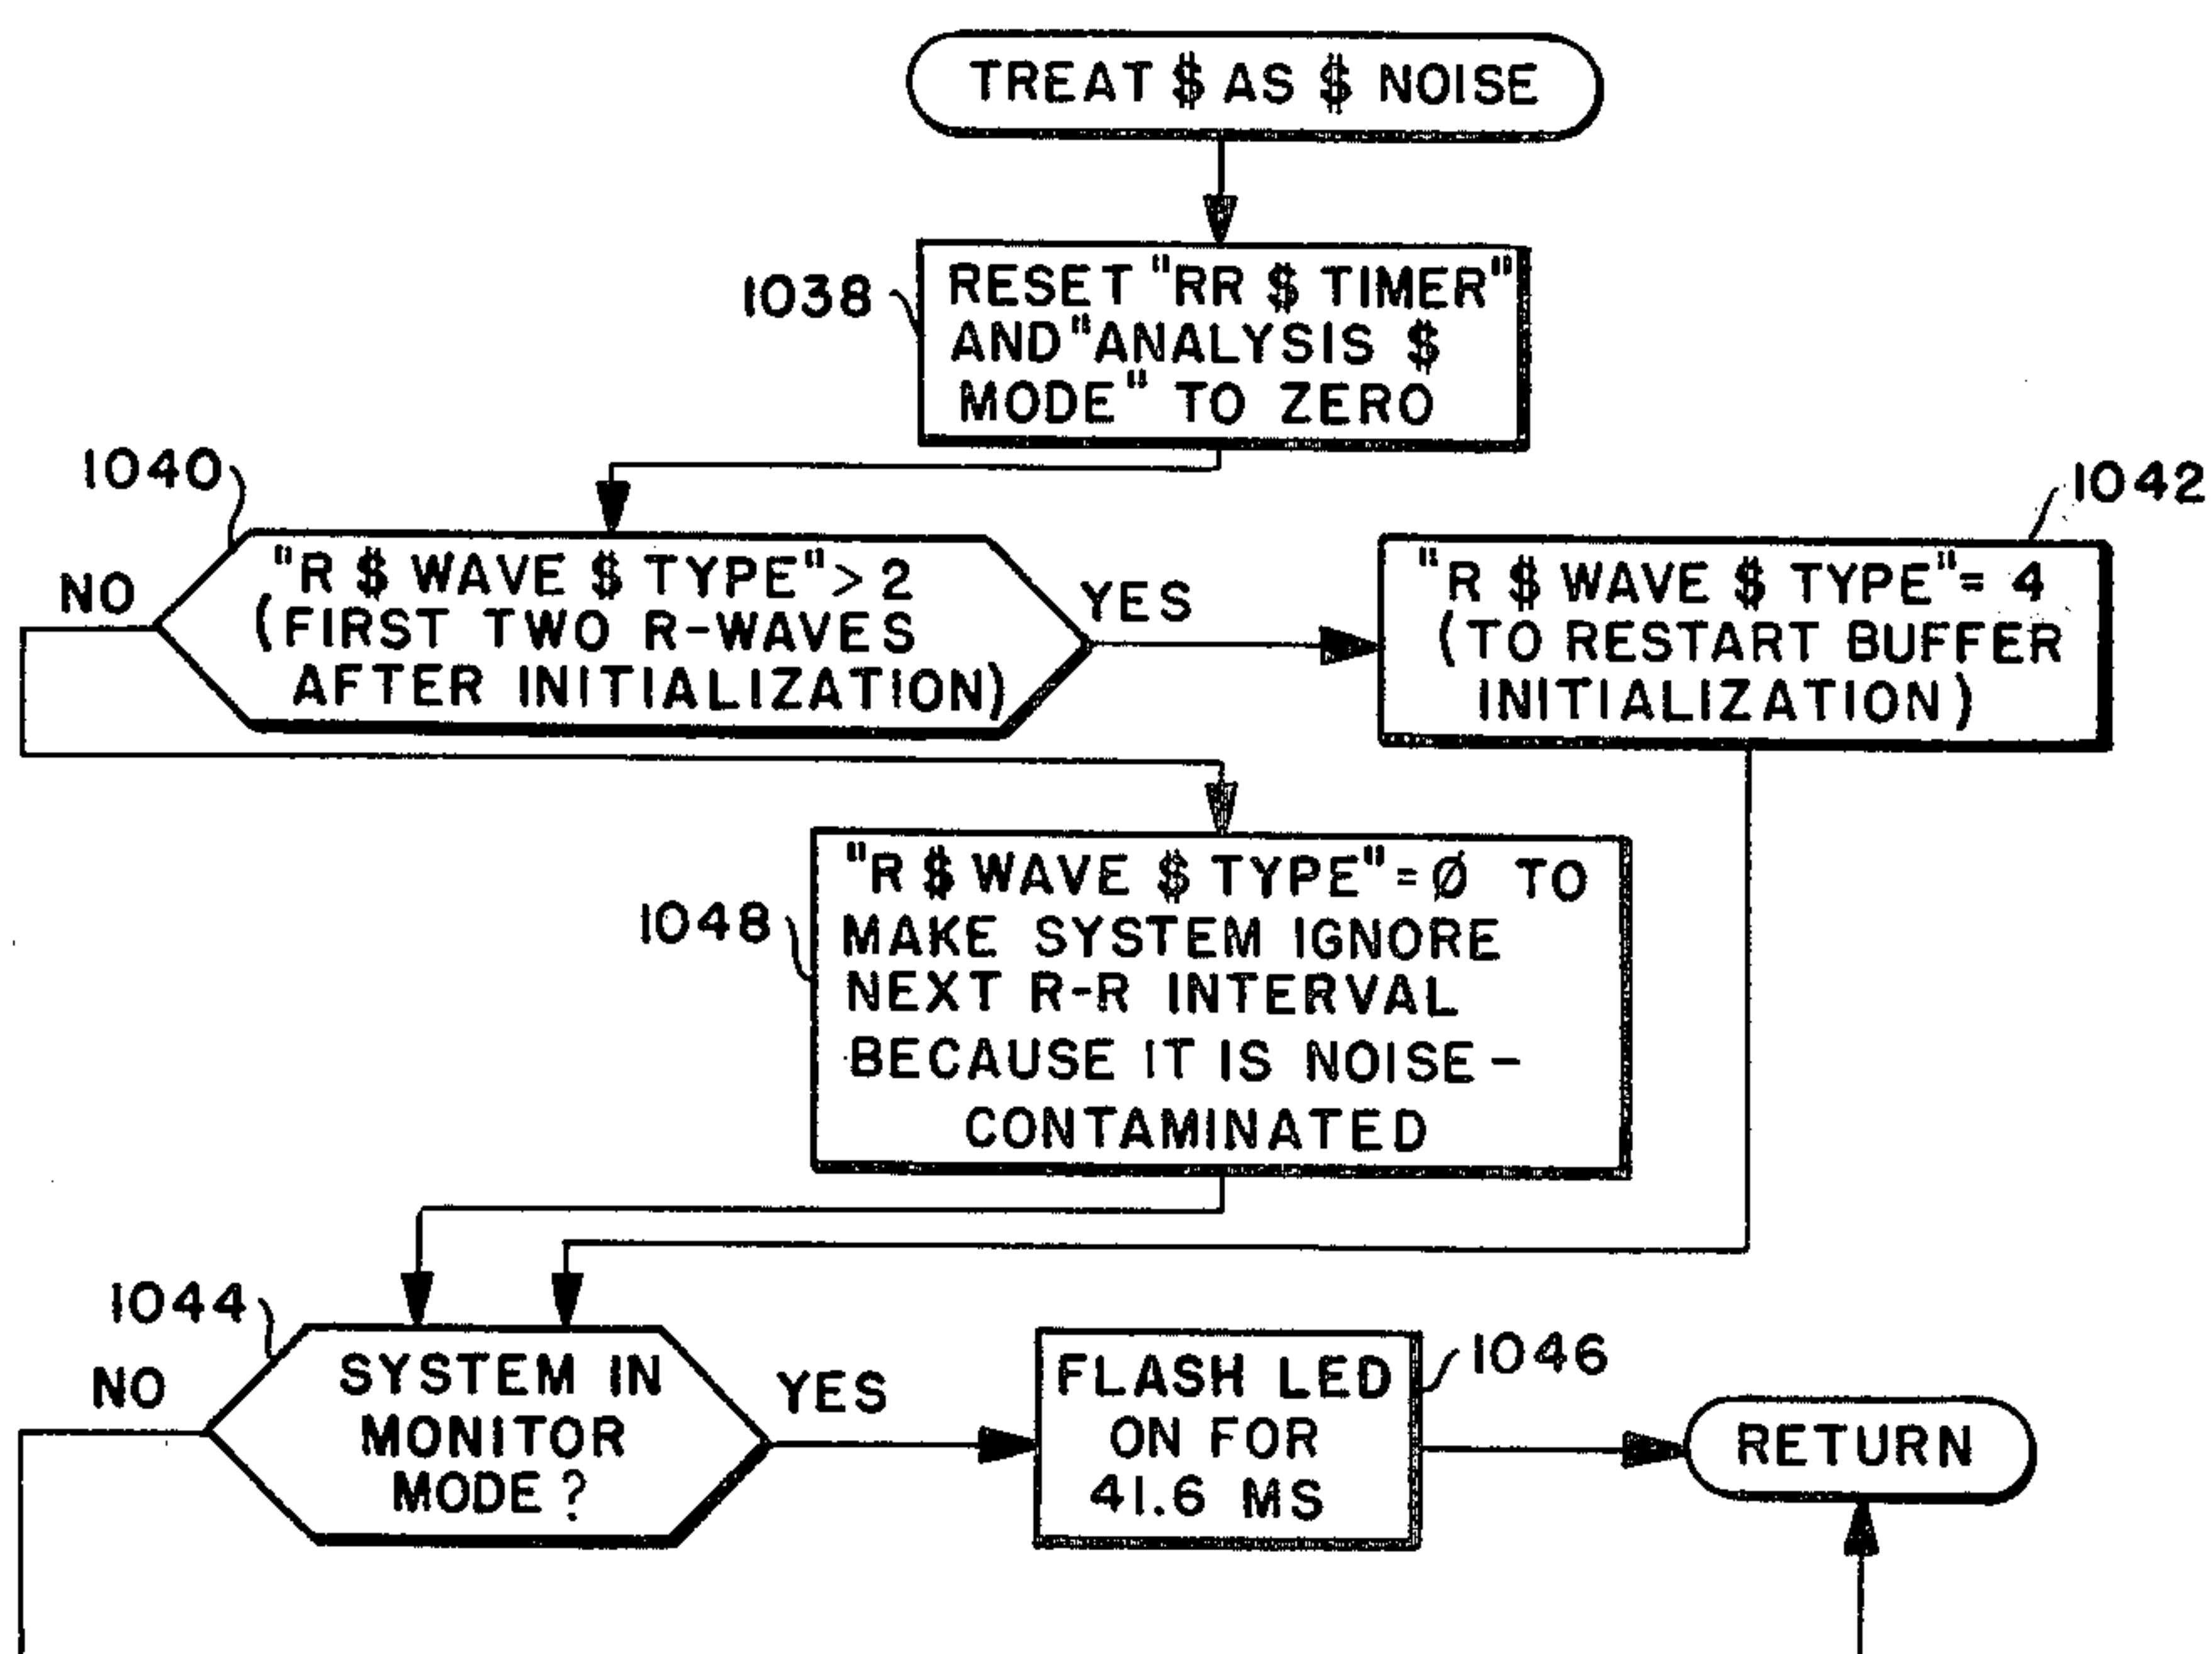 TREAT $ AS $ NOISE
1038
RESET "RR $ TIMER"
AND "ANALYSIS $
MODE" TO ZERO
1040
NO
"R $ WAVE $ TYPE" > 2
(FIRST TWO R-WAVES
AFTER INITIALIZATION)
YES
1042
"R $ WAVE $ TYPE" = 4
(TO RESTART BUFFER
INITIALIZATION)
1048
"R $ WAVE $ TYPE" = Ø TO
MAKE SYSTEM IGNORE
NEXT R-R INTERVAL
BECAUSE IT IS NOISE-
CONTAMINATED
1044
NO
SYSTEM IN
MONITOR
MODE ?
YES
FLASH LED
ON FOR
41.6 MS
1046
RETURN